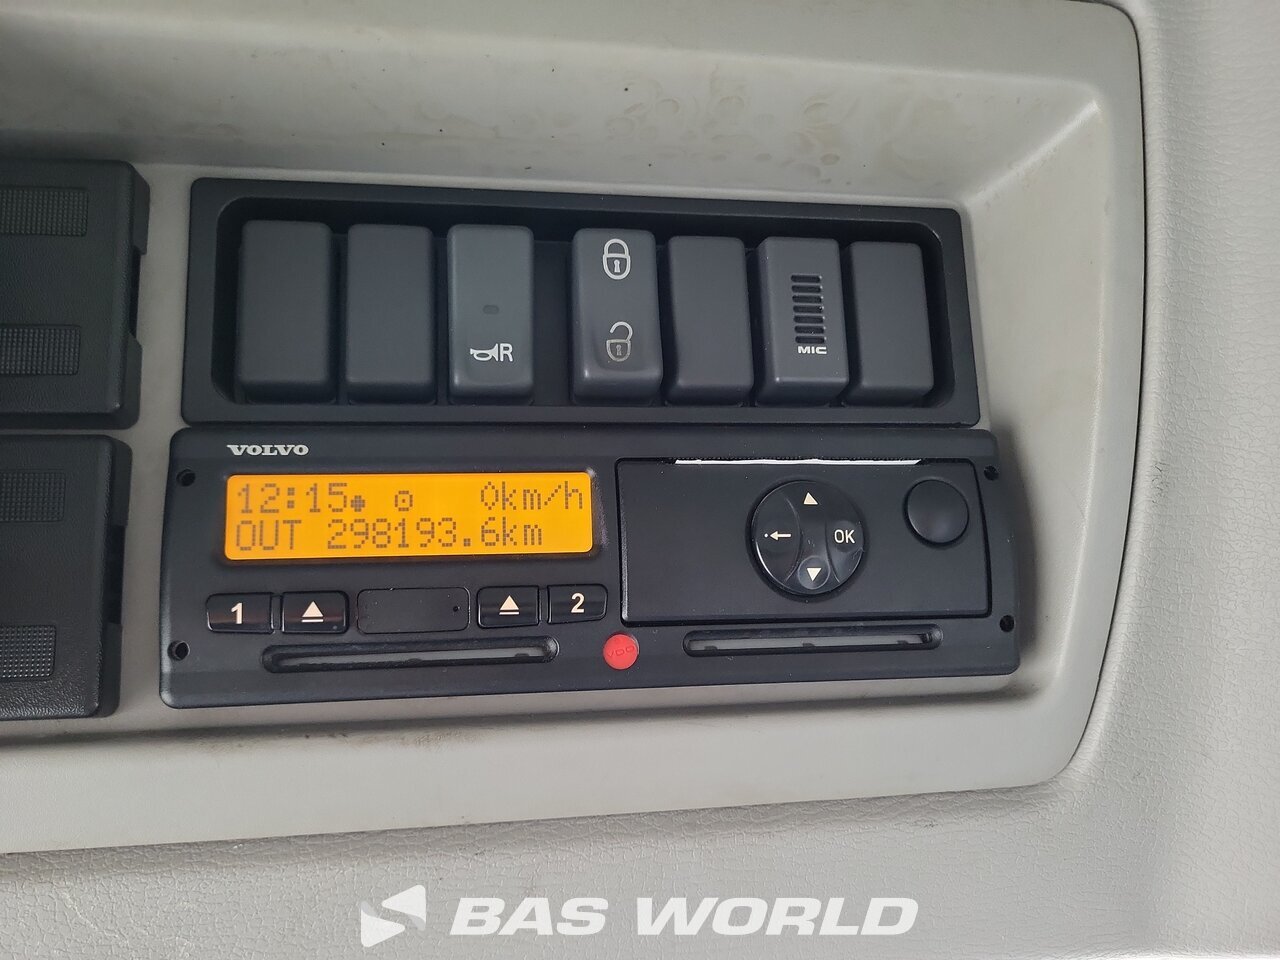 R
MIC
VOLVO
12:15 0km/h
OUT 298193.6km
OK
1
2
VDO
BAS WORLD